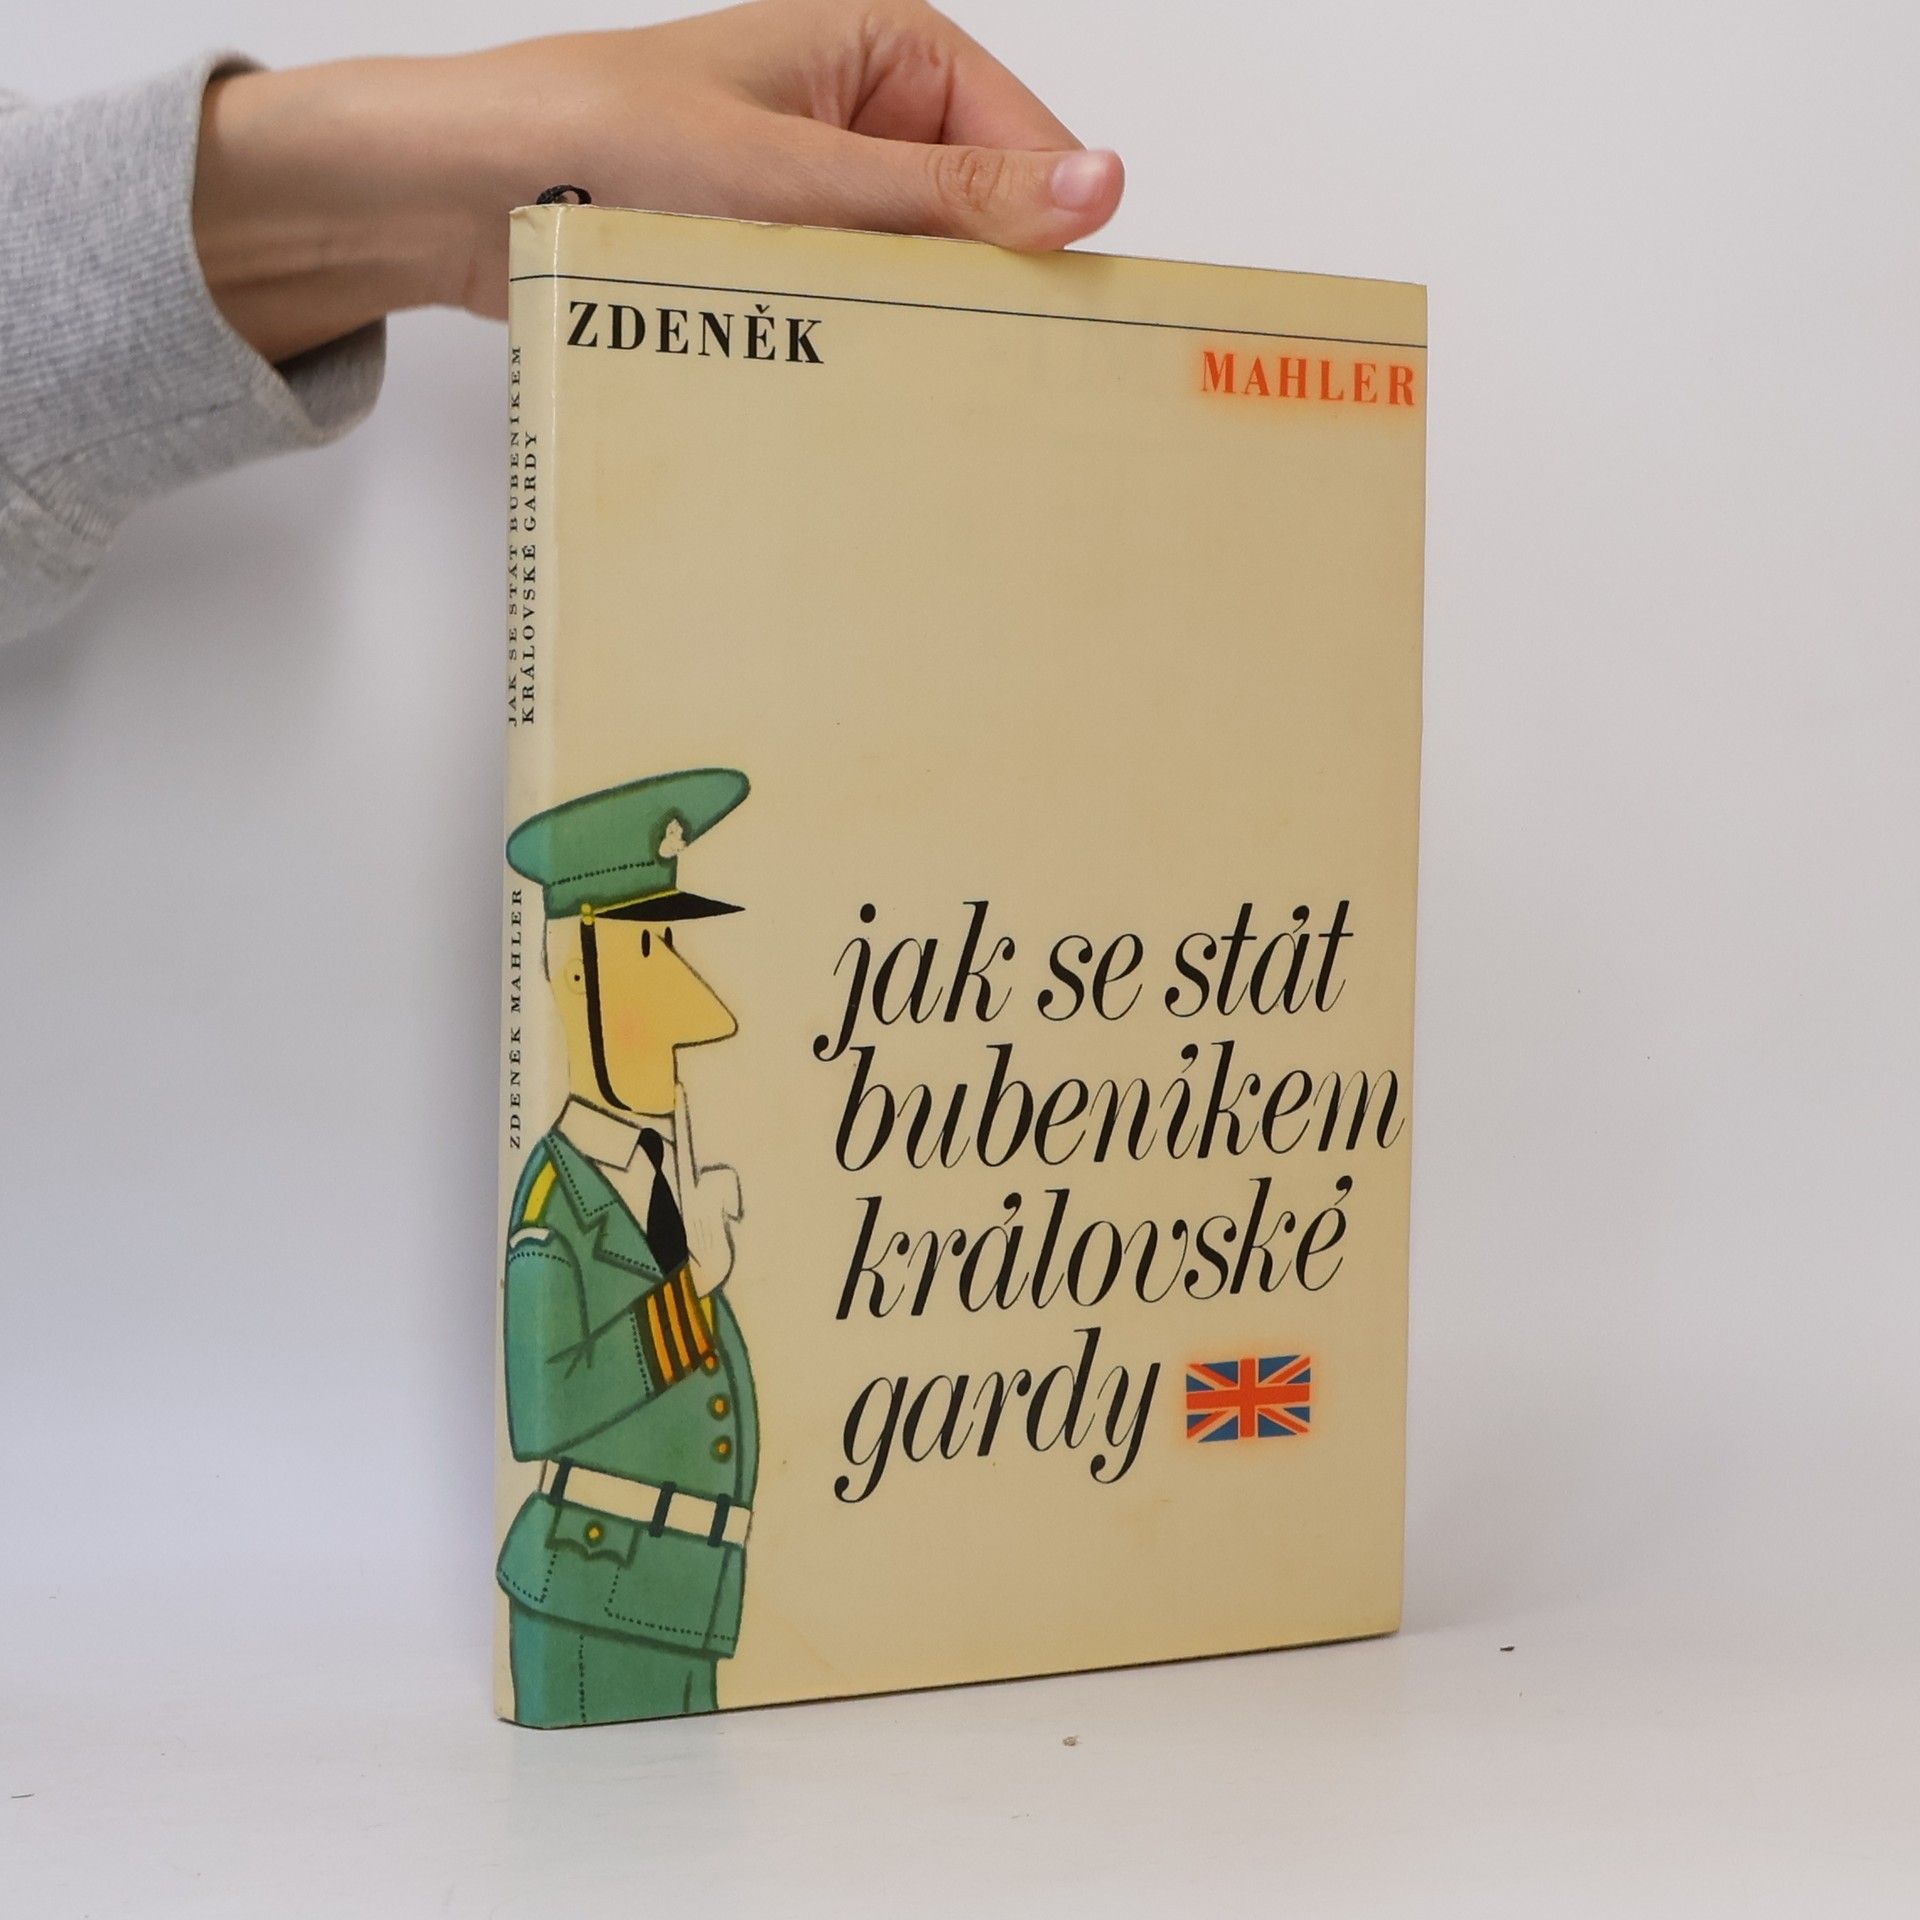 ZDENĚK MAHLER
jak se stát
bubeníkem
královské
gardy
JAK SE STÁT BUBENÍKEM
KRÁLOVSKÉ GARDY
ZDENĚK MAHLER